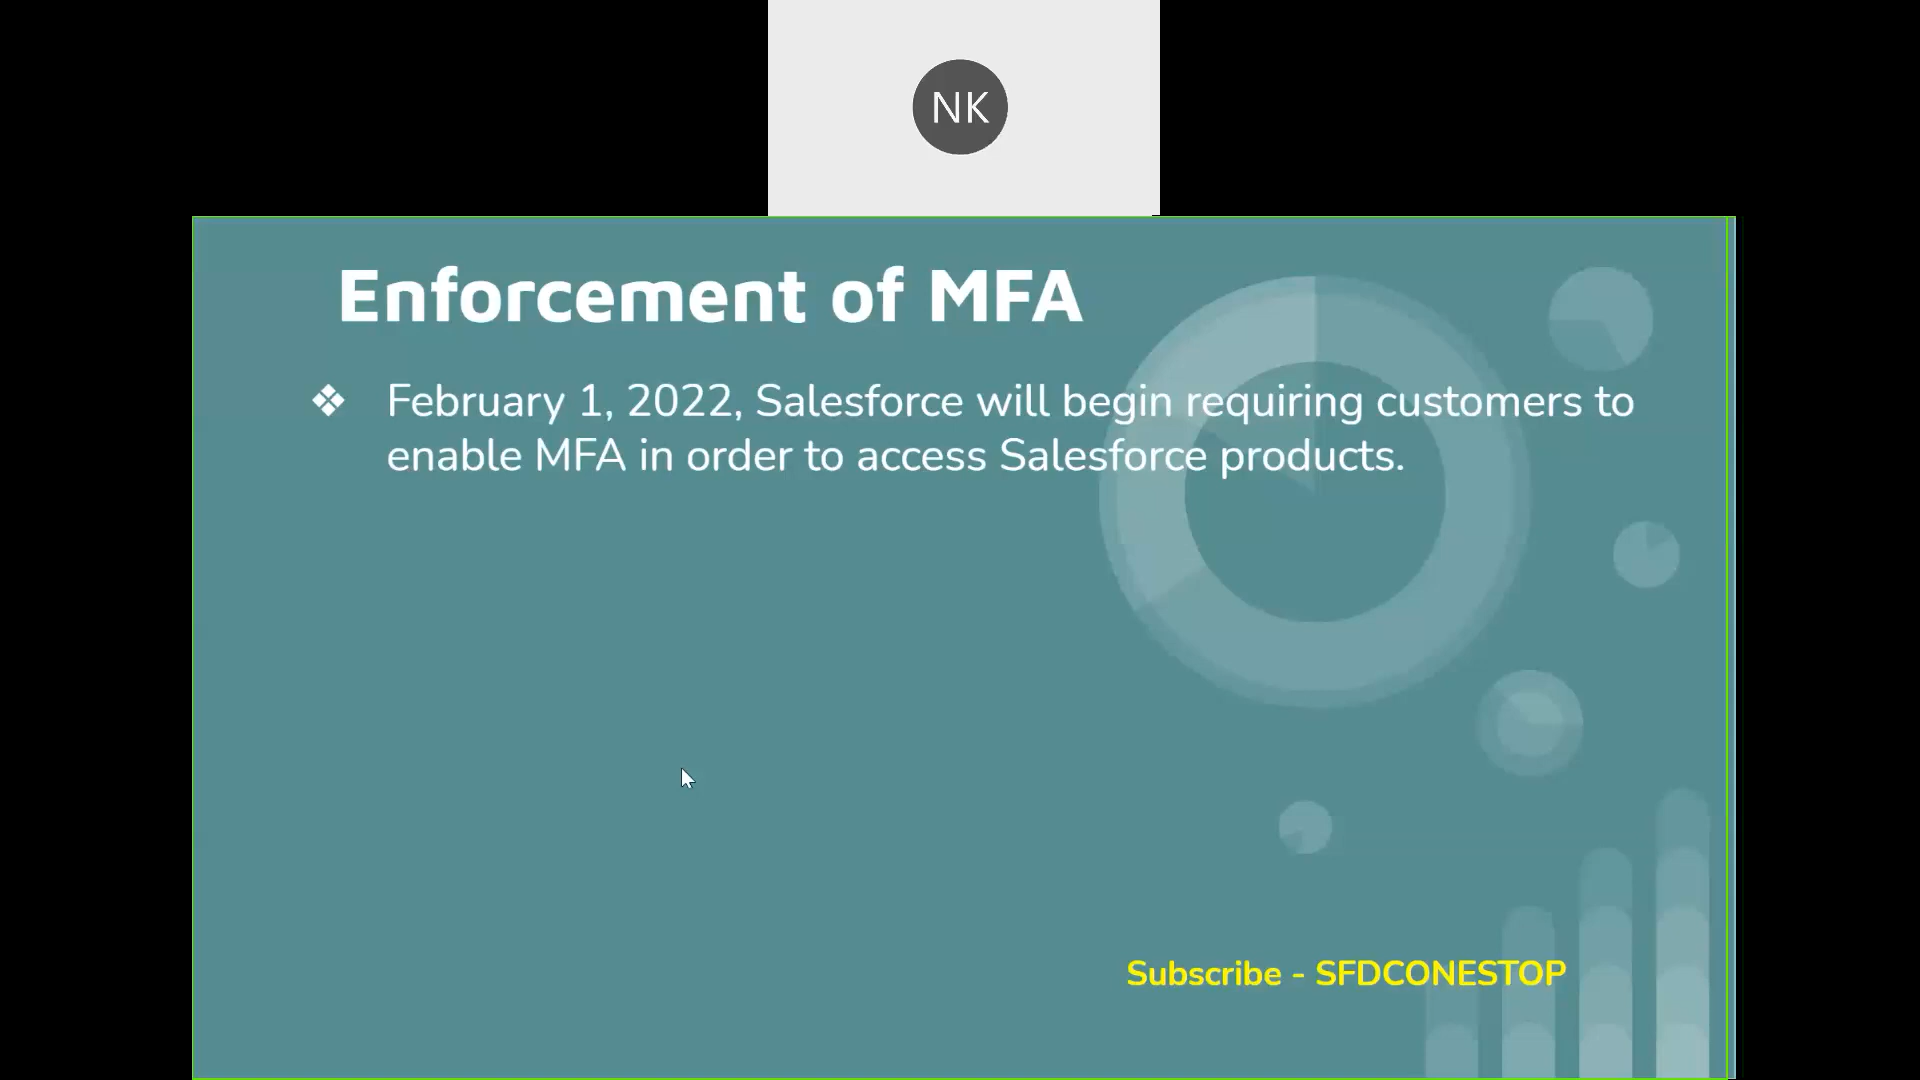 NK
Enforcement of MFA
❖ February 1, 2022, Salesforce will begin requiring customers to
enable MFA in order to access Salesforce products.
Subscribe - SFDCONESTOP